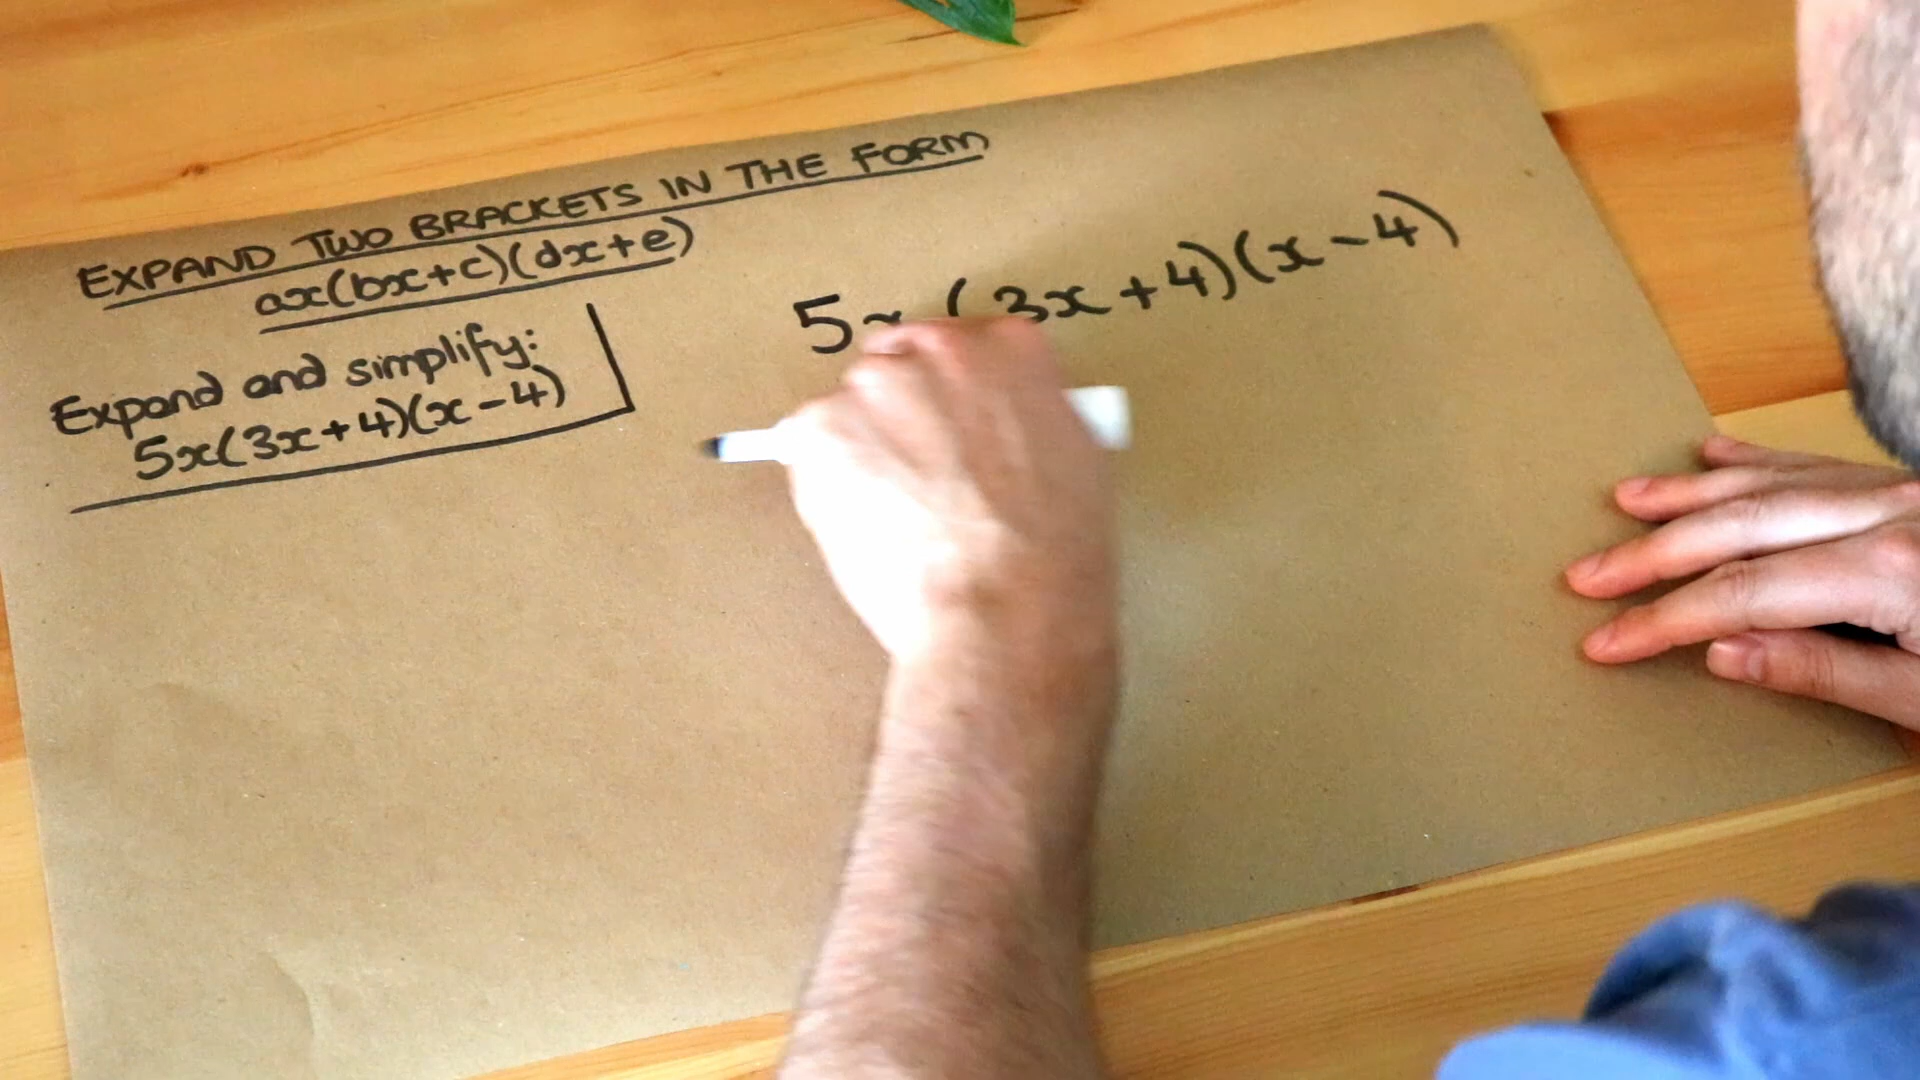 EXPAND TWO BRACKETS IN THE FORM
ax(bx+c)(dx+e)
Expand and simplify:
5x(3x+4)(x-4)
5x(3x+4)(x-4)